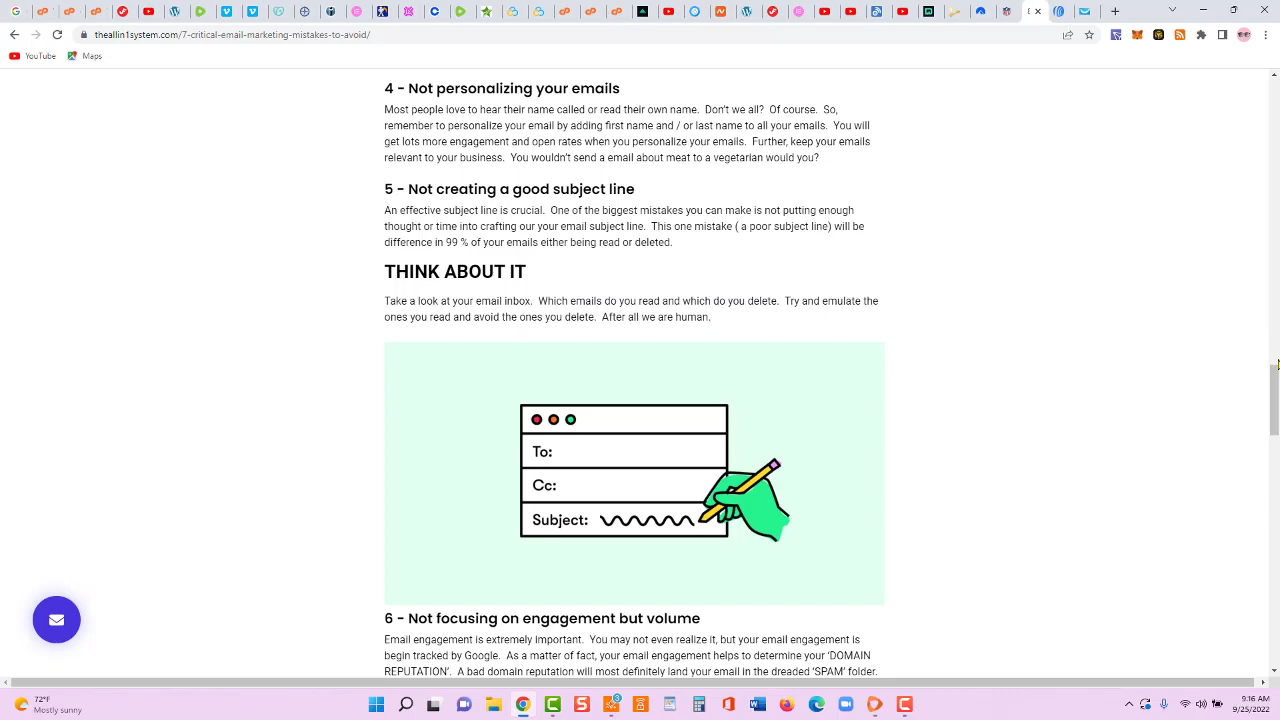 theallin1system.com/7-critical-email-marketing-mistakes-to-avoid/
YouTube
Maps
4 - Not personalizing your emails
Most people love to hear their name called or read their own name.  Don't we all?  Of course.  So,
remember to personalize your email by adding first name and / or last name to all your emails.  You will
get lots more engagement and open rates when you personalize your emails.  Further, keep your emails
relevant to your business.  You wouldn't send a email about meat to a vegetarian would you?
5 - Not creating a good subject line
An effective subject line is crucial.  One of the biggest mistakes you can make is not putting enough
thought or time into crafting our your email subject line.  This one mistake ( a poor subject line) will be
difference in 99 % of your emails either being read or deleted.
THINK ABOUT IT
Take a look at your email inbox.  Which emails do you read and which do you delete.  Try and emulate the
ones you read and avoid the ones you delete.  After all we are human.
To:
Cc:
Subject:
6 - Not focusing on engagement but volume
Email engagement is extremely important.  You may not even realize it, but your email engagement is
begin tracked by Google.  As a matter of fact, your email engagement helps to determine your 'DOMAIN
REPUTATION'.  A bad domain reputation will most definitely land your email in the dreaded 'SPAM' folder.
72°F
Mostly sunny
9:16 AM
9/25/2022